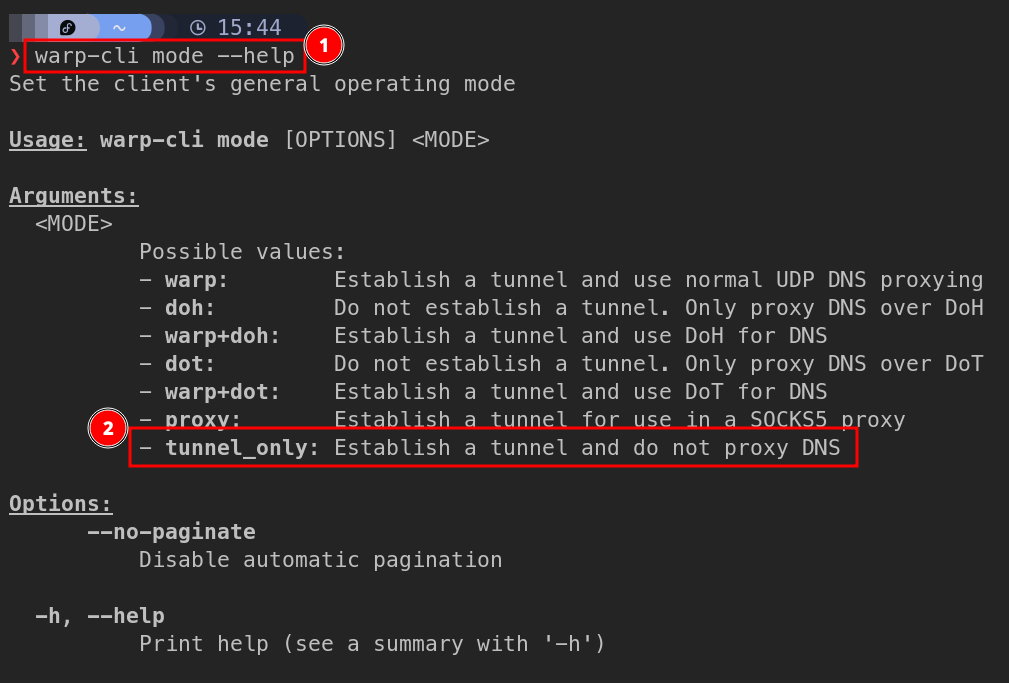 ~ 15:44
❯ warp-cli mode --help 1
Set the client's general operating mode
Usage: warp-cli mode [OPTIONS] <MODE>
Arguments:
<MODE>
Possible values:
- warp: Establish a tunnel and use normal UDP DNS proxying
- doh: Do not establish a tunnel. Only proxy DNS over DoH
- warp+doh: Establish a tunnel and use DoH for DNS
- dot: Do not establish a tunnel. Only proxy DNS over DoT
- warp+dot: Establish a tunnel and use DoT for DNS
- proxy: Establish a tunnel for use in a SOCKS5 proxy
2
- tunnel_only: Establish a tunnel and do not proxy DNS
Options:
--no-paginate
Disable automatic pagination
-h, --help
Print help (see a summary with '-h')